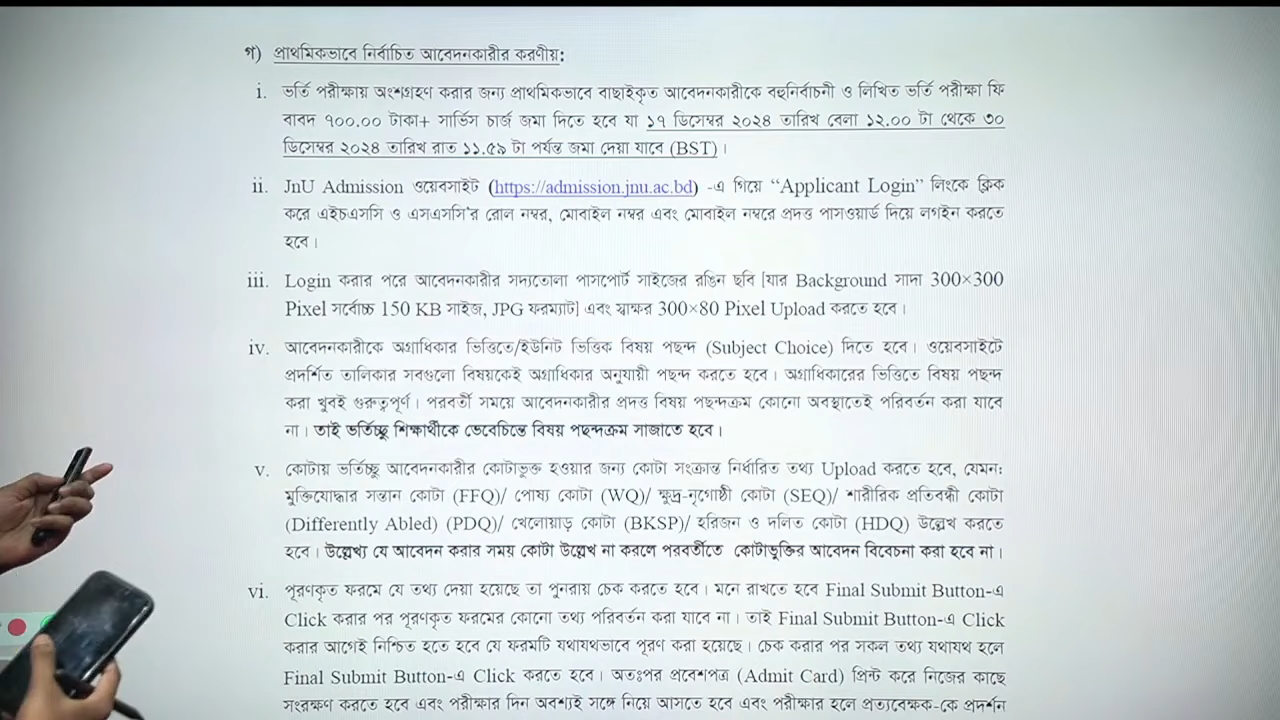 গ) প্রাথমিকভাবে নির্বাচিত আবেদনকারীর করণীয়:
i. ভর্তি পরীক্ষায় অংশগ্রহণ করার জন্য প্রাথমিকভাবে বাছাইকৃত আবেদনকারীকে বহুনির্বাচনী ও লিখিত ভর্তি পরীক্ষা ফি
বাবদ ৭০০.০০ টাকা+ সার্ভিস চার্জ জমা দিতে হবে যা ১৭ ডিসেম্বর ২০২৪ তারিখ বেলা ১২.০০ টা থেকে ৩০
ডিসেম্বর ২০২৪ তারিখ রাত ১১.৫৯ টা পর্যন্ত জমা দেয়া যাবে (BST)।
ii. JnU Admission ওয়েবসাইট (https://admission.jnu.ac.bd) -এ গিয়ে “Applicant Login” লিংকে ক্লিক
করে এইচএসসি ও এসএসসি'র রোল নম্বর, মোবাইল নম্বর এবং মোবাইল নম্বরে প্রদত্ত পাসওয়ার্ড দিয়ে লগইন করতে
হবে।
iii. Login করার পরে আবেদনকারীর সদ্যতোলা পাসপোর্ট সাইজের রঙিন ছবি [যার Background সাদা 300×300
Pixel সর্বোচ্চ 150 KB সাইজ, JPG ফরম্যাট] এবং স্বাক্ষর 300×80 Pixel Upload করতে হবে।
iv. আবেদনকারীকে অগ্রাধিকার ভিত্তিতে/ইউনিট ভিত্তিক বিষয় পছন্দ (Subject Choice) দিতে হবে। ওয়েবসাইটে
প্রদর্শিত তালিকার সবগুলো বিষয়কেই অগ্রাধিকার অনুযায়ী পছন্দ করতে হবে। অগ্রাধিকারের ভিত্তিতে বিষয় পছন্দ
করা খুবই গুরুত্বপূর্ণ। পরবর্তী সময়ে আবেদনকারীর প্রদত্ত বিষয় পছন্দক্রম কোনো অবস্থাতেই পরিবর্তন করা যাবে
না। তাই ভর্তিচ্ছু শিক্ষার্থীকে ভেবেচিন্তে বিষয় পছন্দক্রম সাজাতে হবে।
v. কোটায় ভর্তিচ্ছু আবেদনকারীর কোটাভুক্ত হওয়ার জন্য কোটা সংক্রান্ত নির্ধারিত তথ্য Upload করতে হবে, যেমন:
মুক্তিযোদ্ধার সন্তান কোটা (FFQ)/ পোষ্য কোটা (WQ)/ ক্ষুদ্র-নৃগোষ্ঠী কোটা (SEQ)/ শারীরিক প্রতিবন্ধী কোটা
(Differently Abled) (PDQ)/ খেলোয়াড় কোটা (BKSP)/ হরিজন ও দলিত কোটা (HDQ) উল্লেখ করতে
হবে। উল্লেখ্য যে আবেদন করার সময় কোটা উল্লেখ না করলে পরবর্তীতে কোটাভুক্তির আবেদন বিবেচনা করা হবে না।
vi. পূরণকৃত ফরমে যে তথ্য দেয়া হয়েছে তা পুনরায় চেক করতে হবে। মনে রাখতে হবে Final Submit Button-এ
Click করার পর পূরণকৃত ফরমের কোনো তথ্য পরিবর্তন করা যাবে না। তাই Final Submit Button-এ Click
করার আগেই নিশ্চিত হতে হবে যে ফরমটি যথাযথভাবে পূরণ করা হয়েছে। চেক করার পর সকল তথ্য যথাযথ হলে
Final Submit Button-এ Click করতে হবে। অতঃপর প্রবেশপত্র (Admit Card) প্রিন্ট করে নিজের কাছে
সংরক্ষণ করতে হবে এবং পরীক্ষার দিন অবশ্যই সঙ্গে নিয়ে আসতে হবে এবং পরীক্ষার হলে প্রত্যবেক্ষক-কে প্রদর্শন